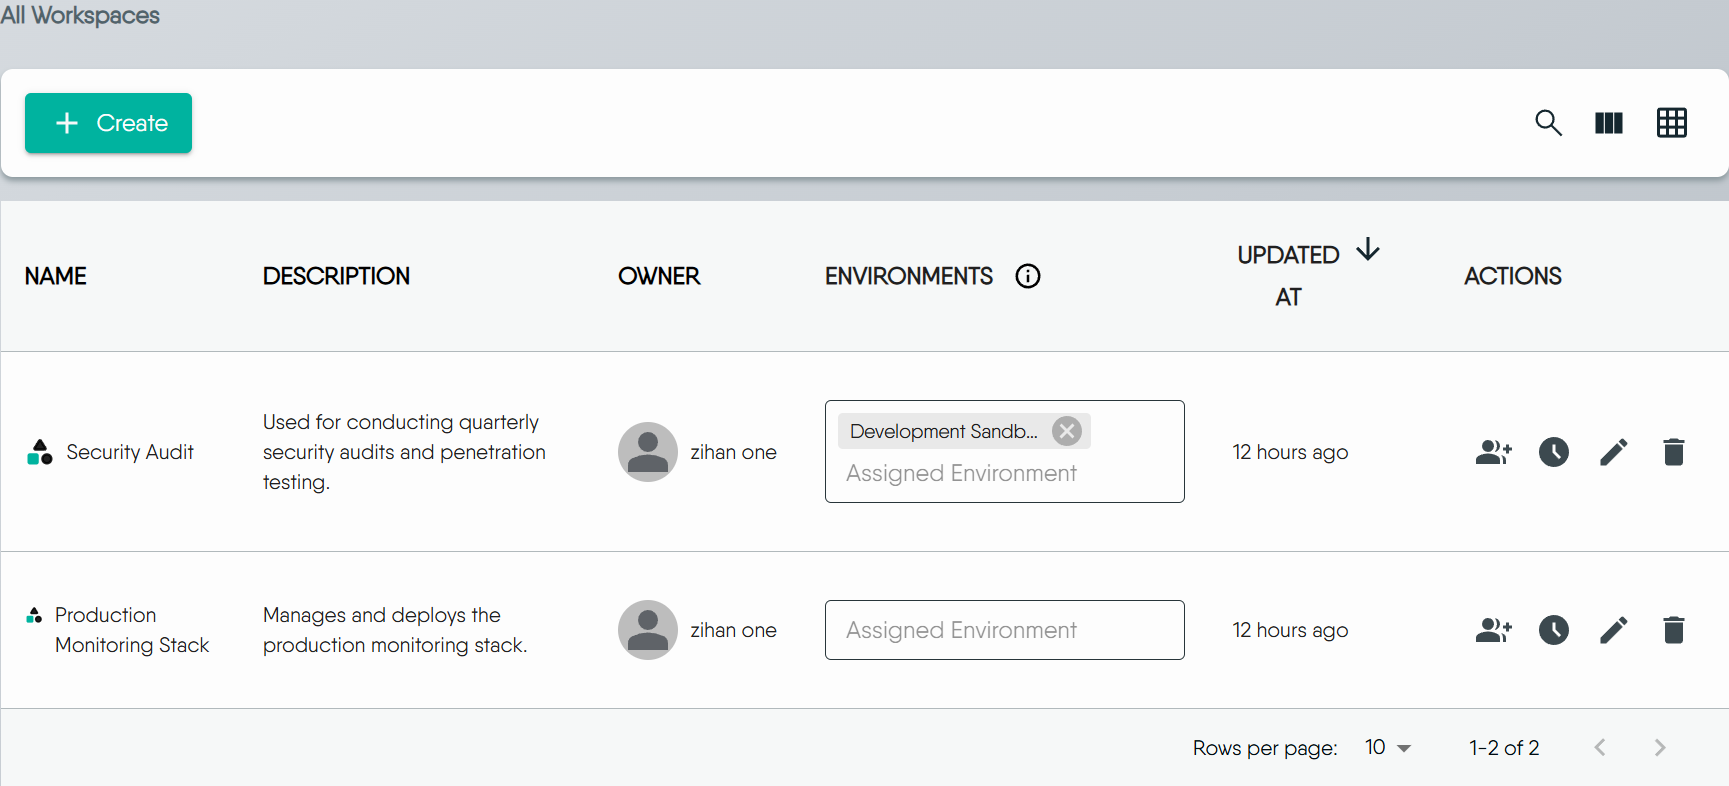 All Workspaces
Create
NAME
DESCRIPTION
OWNER
ENVIRONMENTS
UPDATED
AT
ACTIONS
Security Audit
Used for conducting quarterly
security audits and penetration
testing.
zihan one
Development Sandb...
Assigned Environment
12 hours ago
Production
Monitoring Stack
Manages and deploys the
production monitoring stack.
zihan one
Assigned Environment
12 hours ago
Rows per page: 10 1-2 of 2